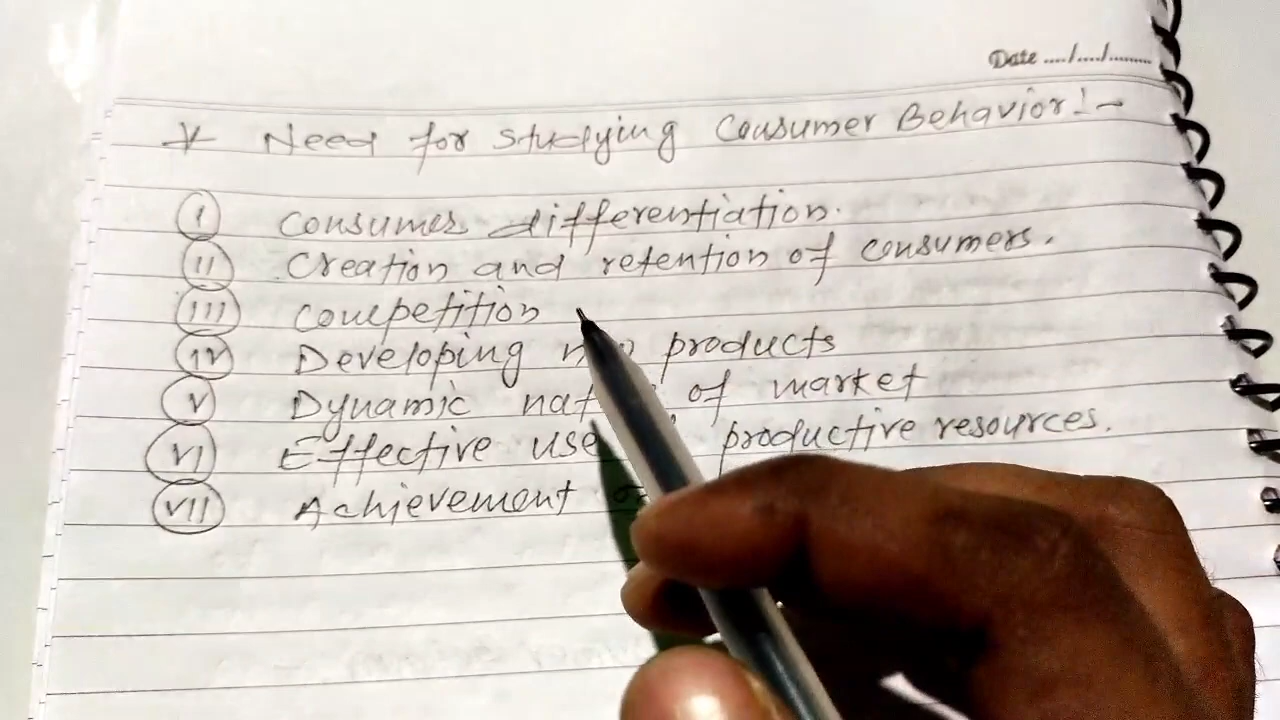 Date ..../..../.........
* Need for studying Consumer Behavior:-
(I) Consumer differentiation.
(II) Creation and retention of consumers.
(III) Competition
(IV) Developing products
(V) Dynamic of market
(VI) Effective use productive resources.
(VII) Achievement